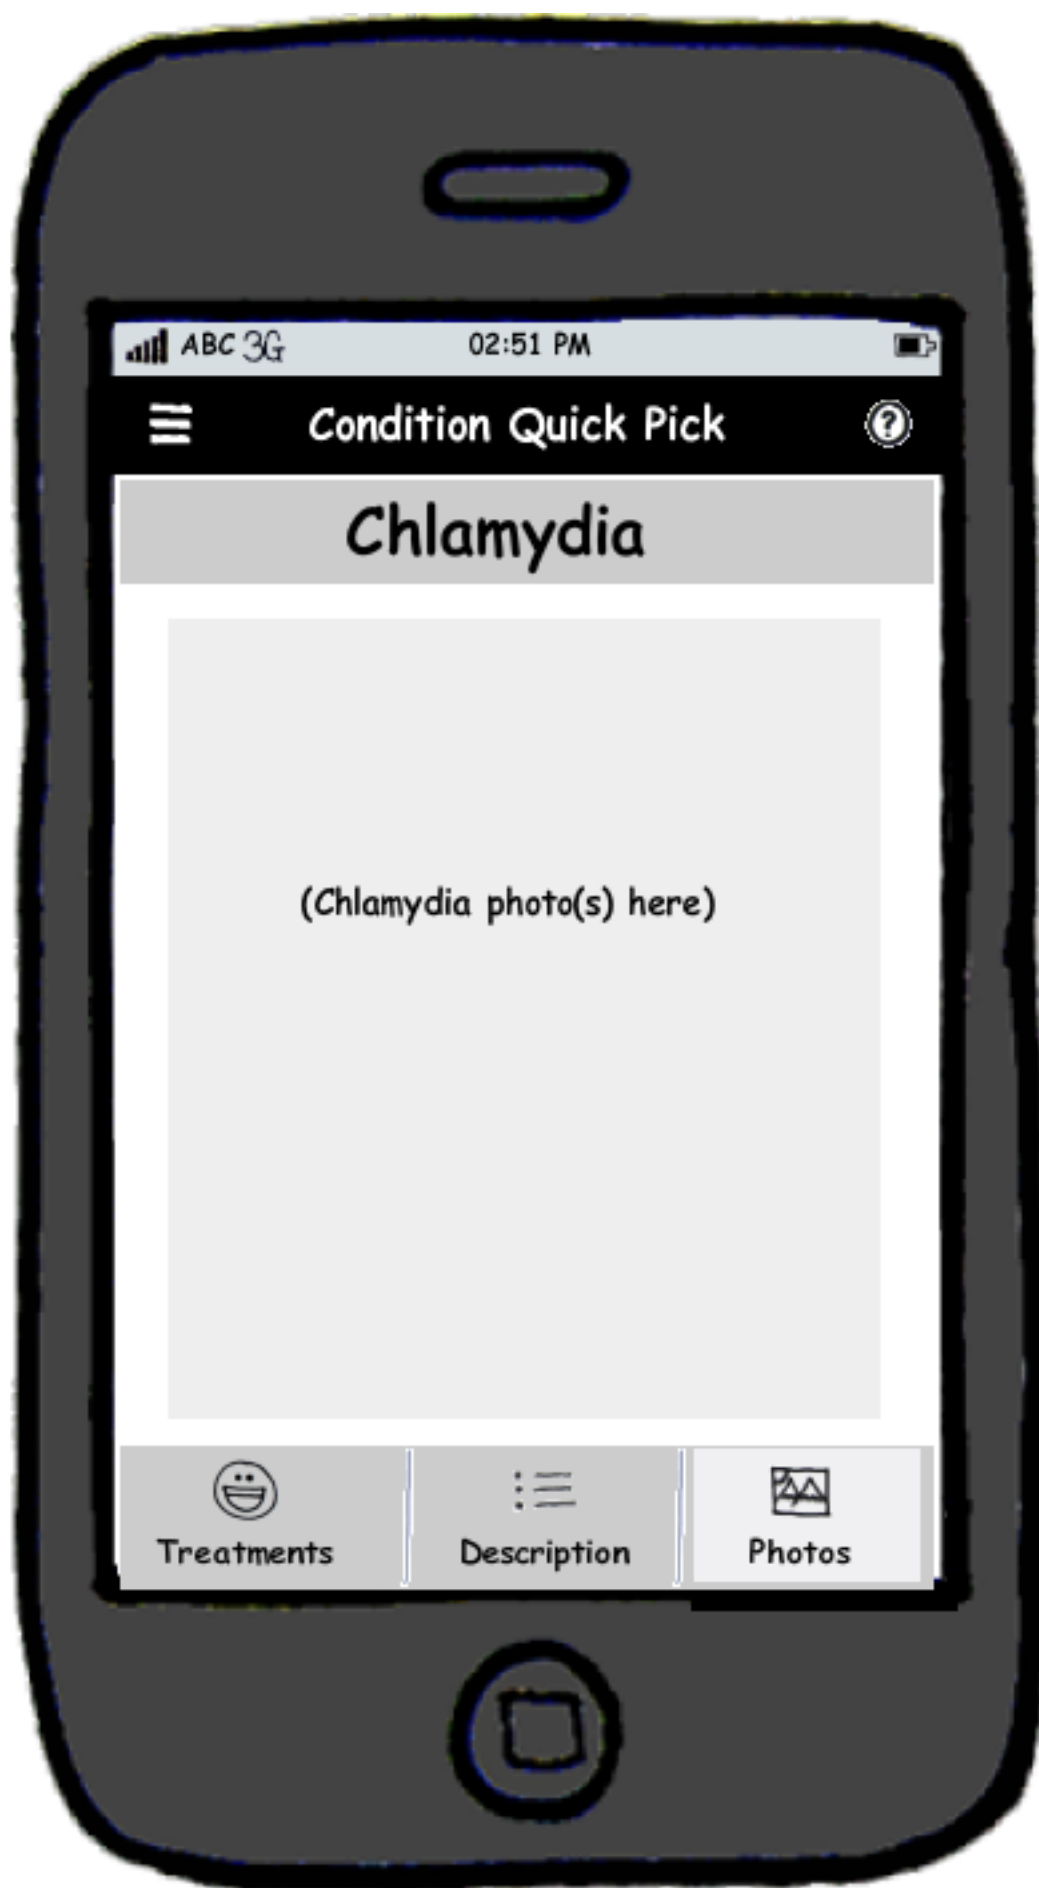 ABC 3G 02:51 PM
Condition Quick Pick
Chlamydia
(Chlamydia photo(s) here)
Treatments Description Photos